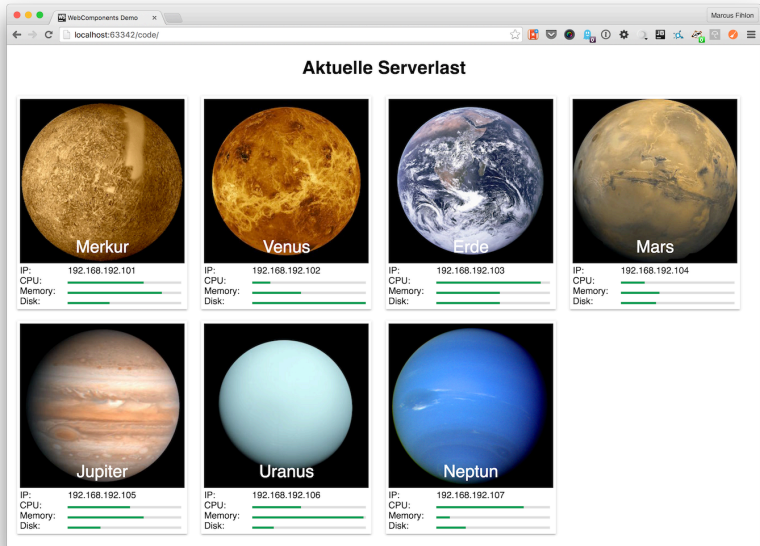 WebComponents Demo
Marcus Fihlon
localhost:63342/code/
Aktuelle Serverlast
Merkur
IP: 192.168.192.101
CPU:
Memory:
Disk:
Venus
IP: 192.168.192.102
CPU:
Memory:
Disk:
Erde
IP: 192.168.192.103
CPU:
Memory:
Disk:
Mars
IP: 192.168.192.104
CPU:
Memory:
Disk:
Jupiter
IP: 192.168.192.105
CPU:
Memory:
Disk:
Uranus
IP: 192.168.192.106
CPU:
Memory:
Disk:
Neptun
IP: 192.168.192.107
CPU:
Memory:
Disk: